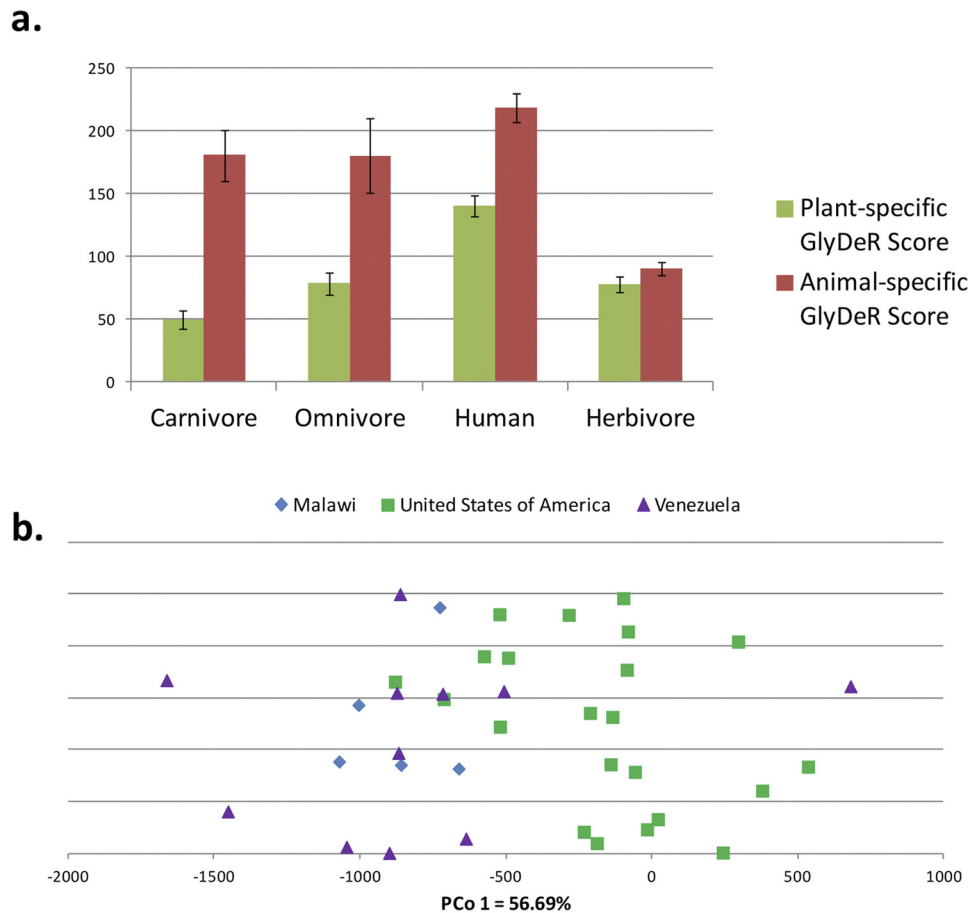 a.
250
200
150
100
50
0
Carnivore Omnivore Human Herbivore
Plant-specific
GlyDeR Score
Animal-specific
GlyDeR Score
Malawi United States of America Venezuela
b.
-2000 -1500 -1000 -500 0 500 1000
PCo 1 = 56.69%